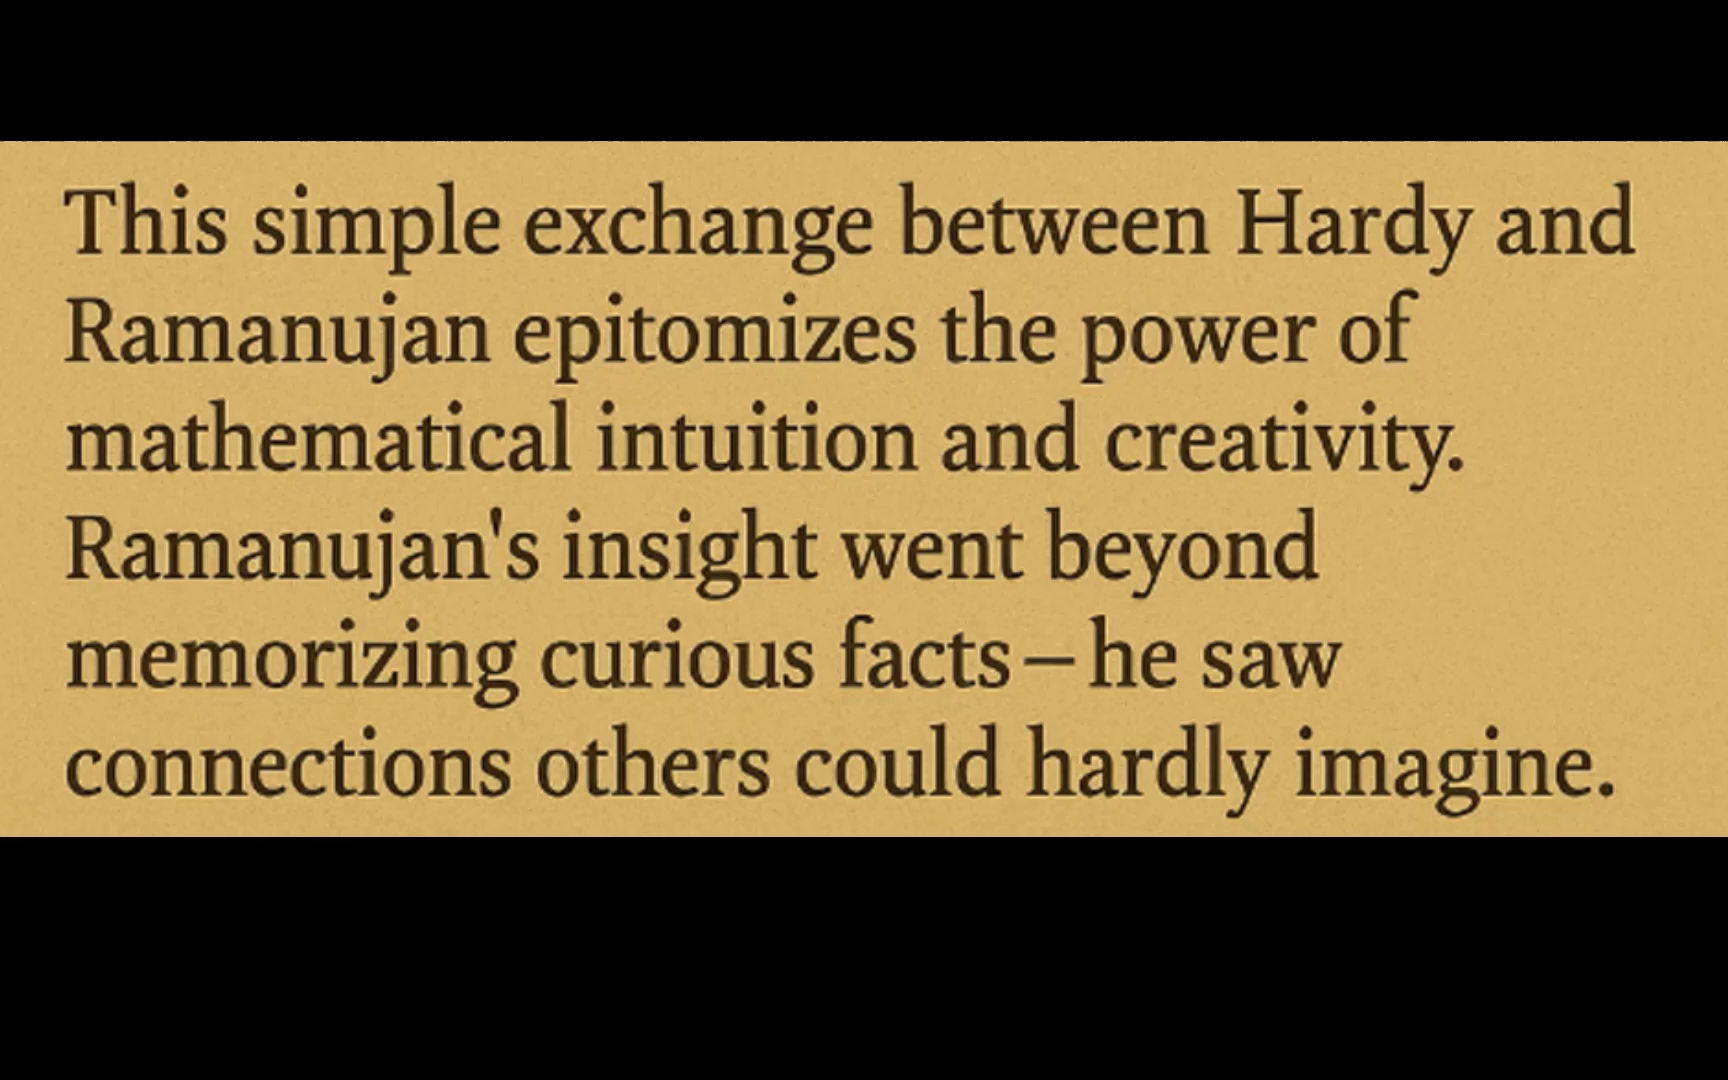 This simple exchange between Hardy and
Ramanujan epitomizes the power of
mathematical intuition and creativity.
Ramanujan's insight went beyond
memorizing curious facts—he saw
connections others could hardly imagine.